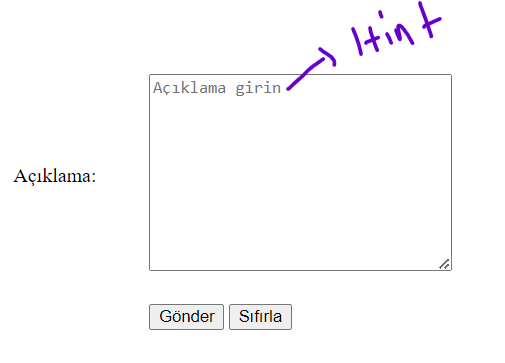 Hint
Açıklama girin
Açıklama:
Gönder Sıfırla